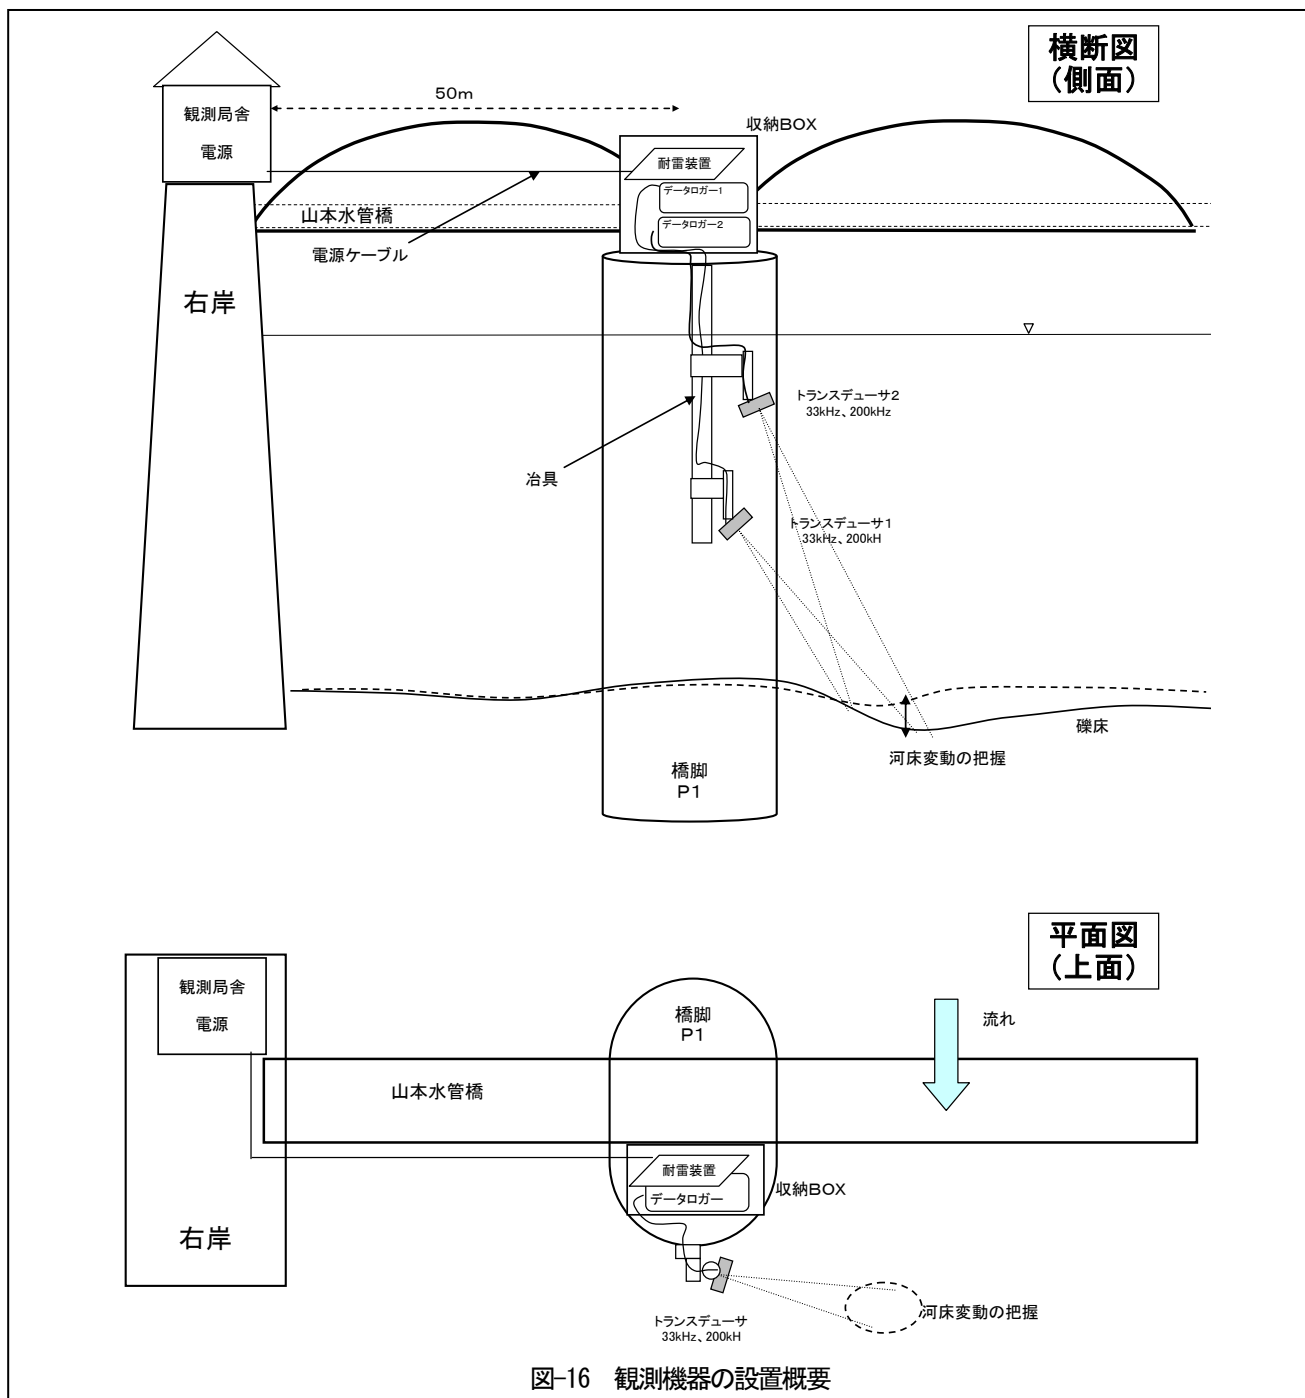 横断図
（側面）
50m
観測局舎
電源
収納BOX
耐雷装置
データロガー1
データロガー2
山本水管橋
電源ケーブル
右岸
トランスデューサ2
33kHz、200kHz
冶具
トランスデューサ1
33kHz、200kH
礫床
河床変動の把握
橋脚
P1
平面図
（上面）
観測局舎
電源
橋脚
P1
流れ
山本水管橋
耐雷装置
データロガー
収納BOX
右岸
河床変動の把握
トランスデューサ
33kHz、200kH
図-16　観測機器の設置概要